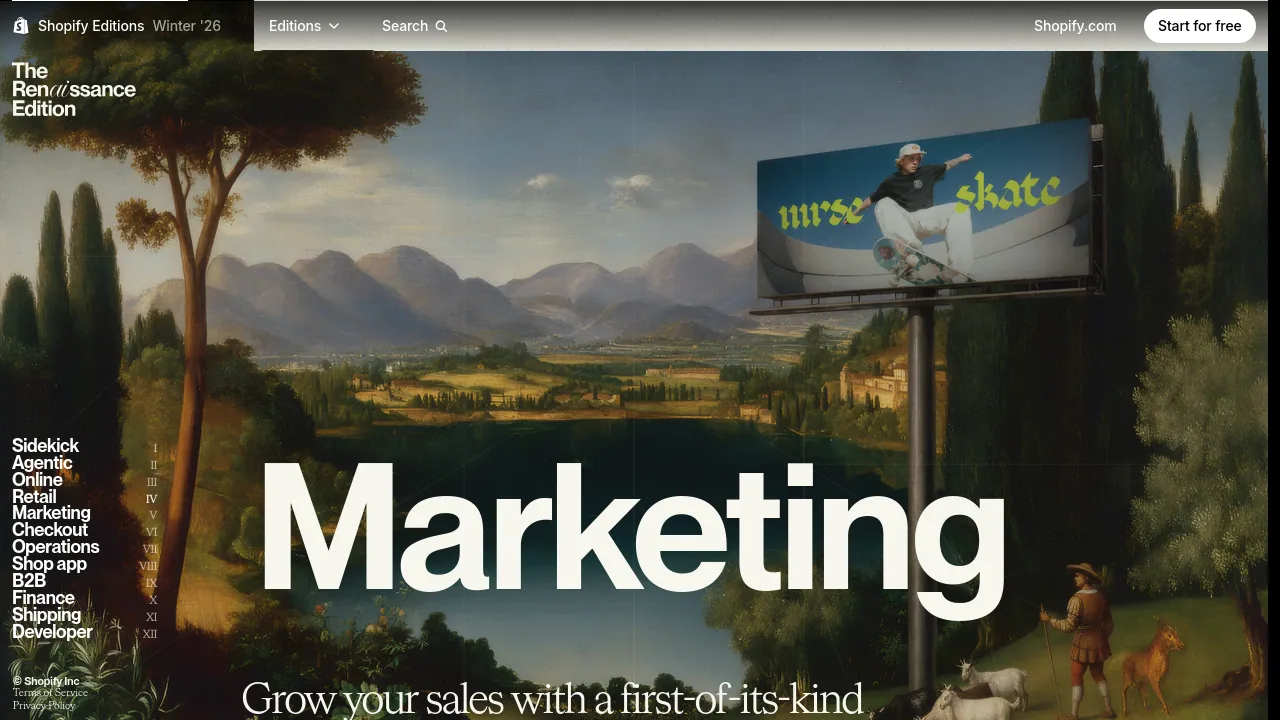 Shopify Editions Winter '26
Editions
Search
Shopify.com
Start for free
The
Renaissance
Edition
nurse skate
Sidekick I
Agentic II
Online III
Retail IV
Marketing V
Checkout VI
Operations VII
Shop app VIII
B2B IX
Finance X
Shipping XI
Developer XII
Marketing
Grow your sales with a first-of-its-kind
© Shopify Inc
Terms of Service
Privacy Policy